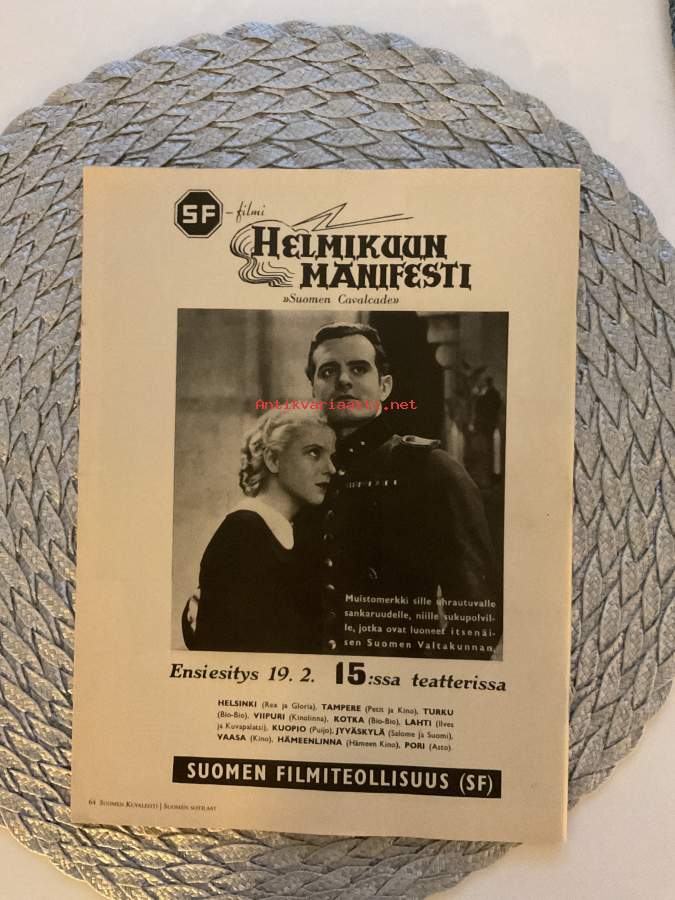 SF -filmi
HELMIKUUN
MANIFESTI
»Suomen Cavalcade»
Antikvariaatti.net
Muistomerkki sille uhrautuvalle
sankaruudelle, niille sukupolvil-
le, jotka ovat luoneet itsenäi-
sen Suomen Valtakunnan.
Ensiesitys 19. 2. 15:ssa teatterissa
HELSINKI (Rex ja Gloria), TAMPERE (Petit ja Kino), TURKU
(Bio-Bio), VIIPURI (Kinolinna), KOTKA (Bio-Bio), LAHTI (Ilves
ja Kuvapalatsi), KUOPIO (Puijo), JYVÄSKYLÄ (Salome ja Suomi),
VAASA (Kino), HÄMEENLINNA (Hämeen Kino), PORI (Asto).
SUOMEN FILMITEOLLISUUS (SF)
64 SUOMEN KUVALEHTI | SUOMEN SOTILAAT